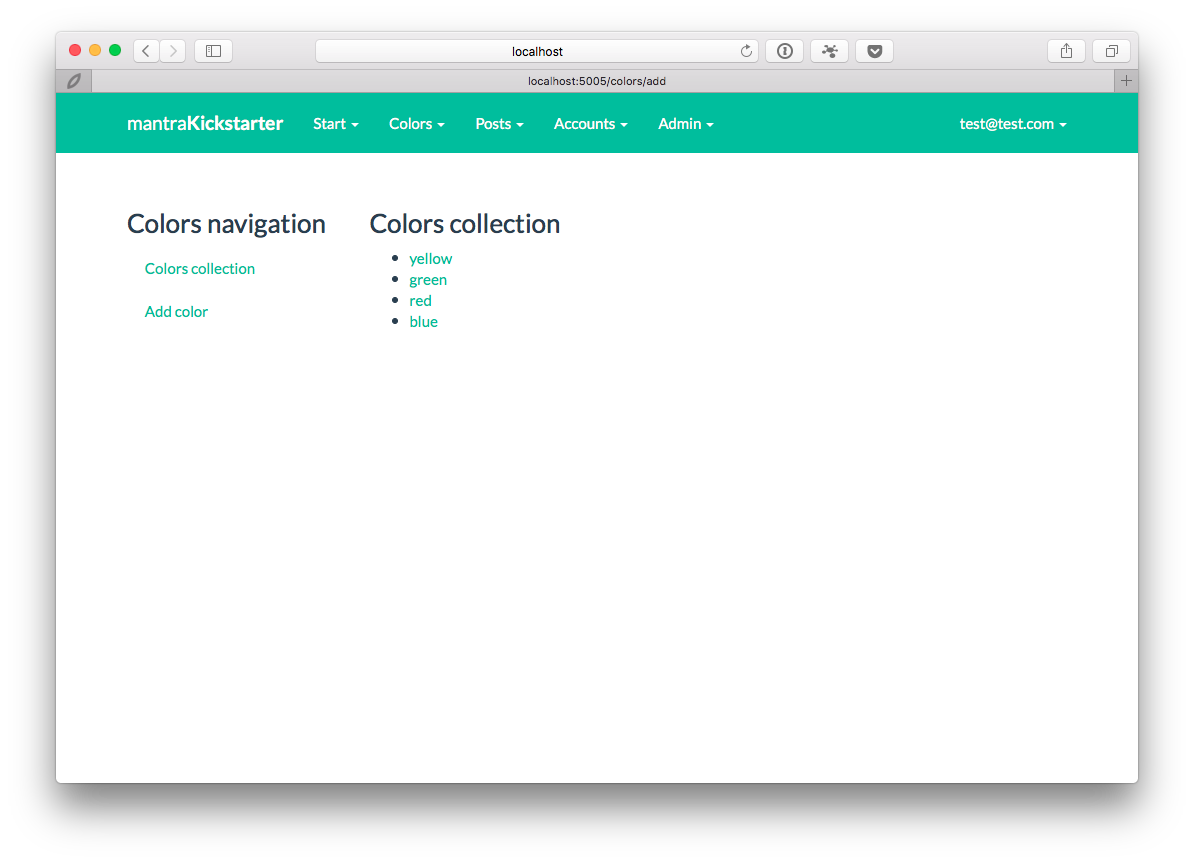 localhost
localhost:5005/colors/add
mantraKickstarter Start Colors Posts Accounts Admin test@test.com
Colors navigation
Colors collection
Add color
Colors collection
yellow
green
red
blue